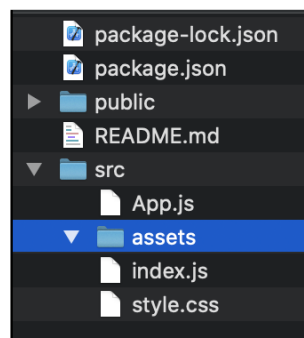 package-lock.json
package.json
public
README.md
src
App.js
assets
index.js
style.css